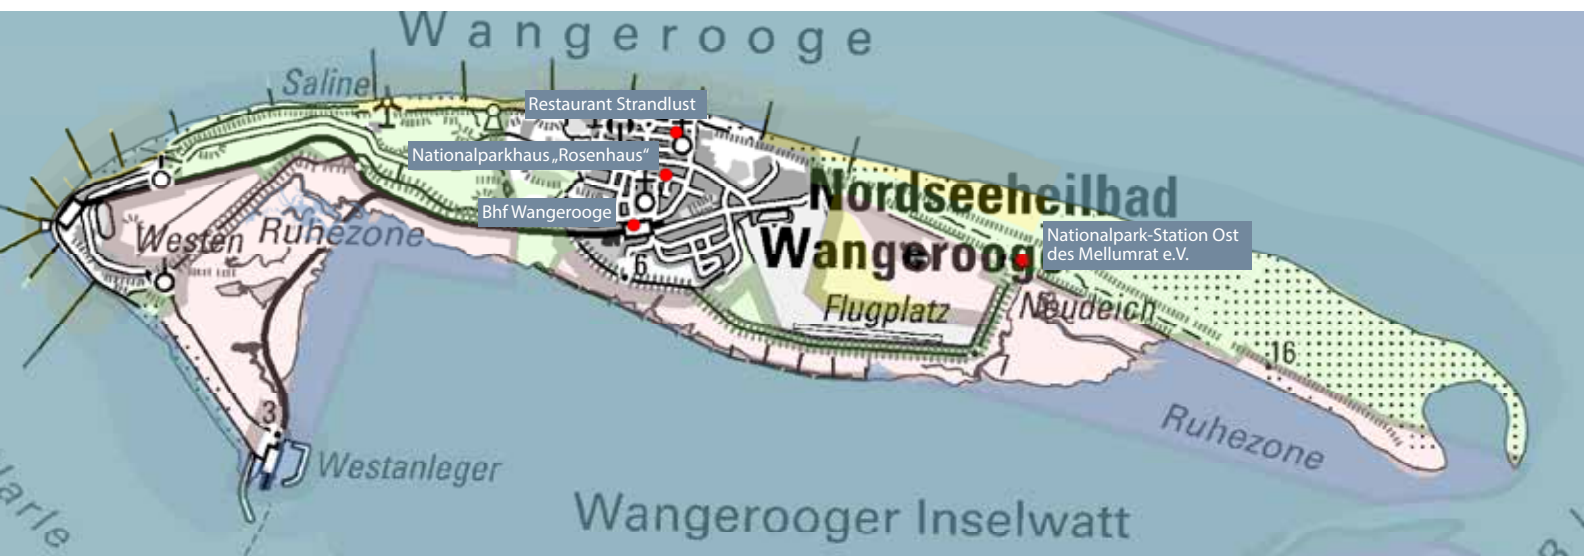 Wangerooge
Saline
Restaurant Strandlust
Nationalparkhaus „Rosenhaus“
Bhf Wangerooge
Westen
Ruhezone
Nordseeheilbad
Wangerooge
Nationalpark-Station Ost
des Mellumrat e.V.
6
Flugplatz
Neudeich
16
3
Ruhezone
Westanleger
Wangerooger Inselwatt
Harle